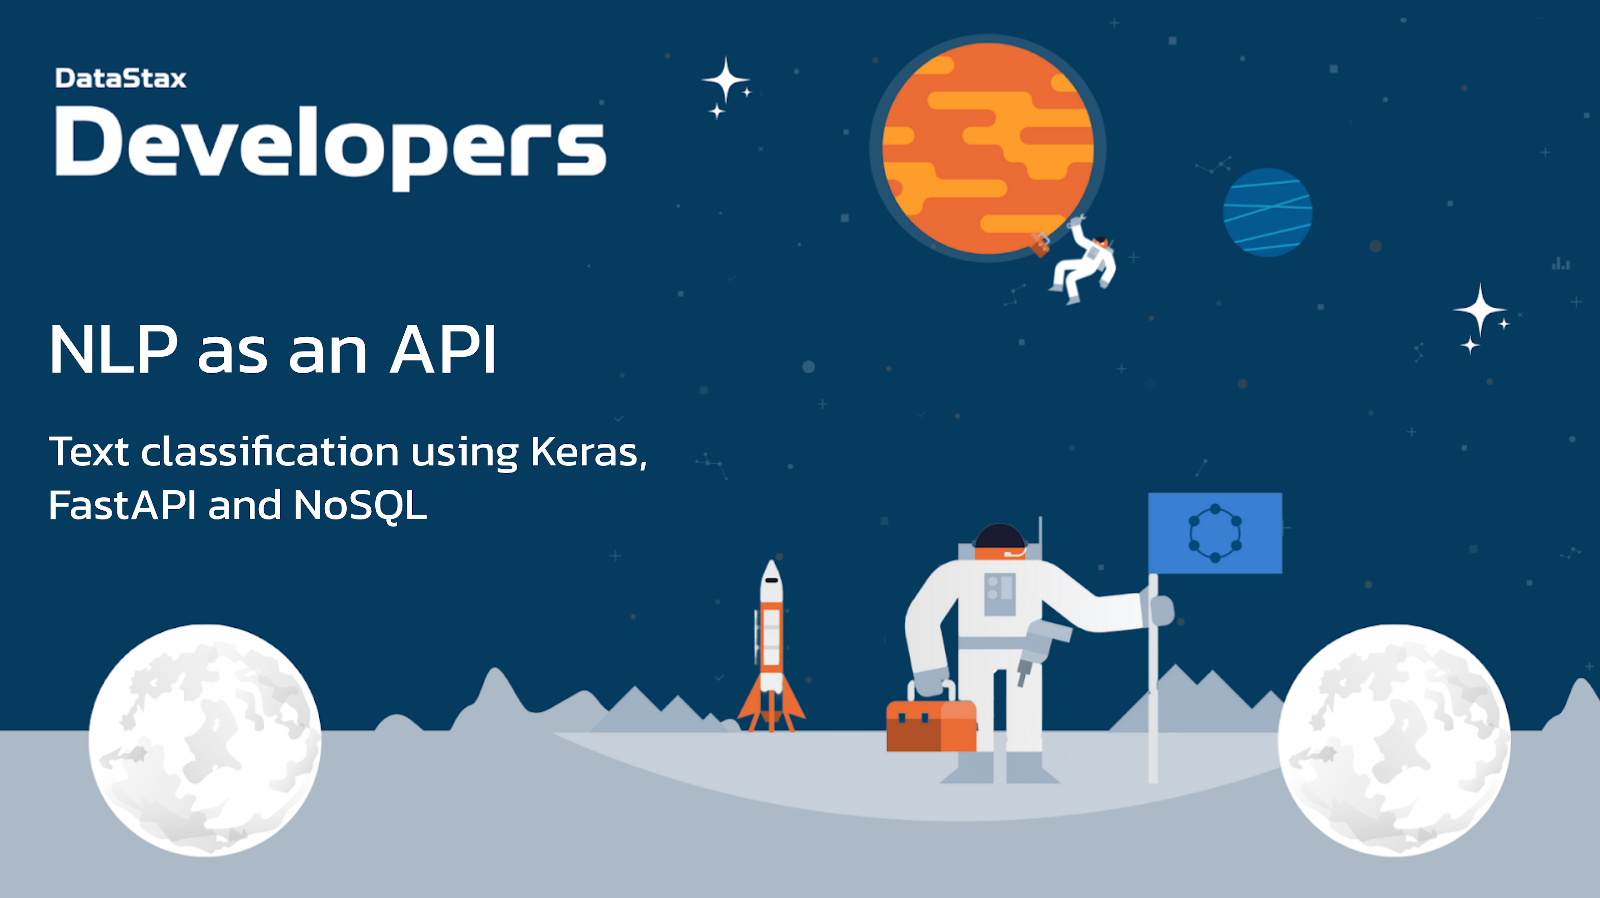 DataStax
Developers
NLP as an API
Text classification using Keras,
FastAPI and NoSQL